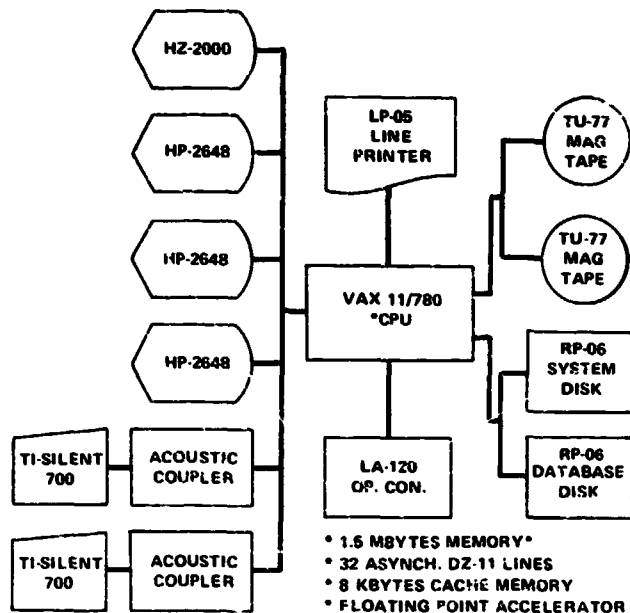 HZ-2000
HP-2648
HP-2648
HP-2648
TI-SILENT
700
ACOUSTIC
COUPLER
TI-SILENT
700
ACOUSTIC
COUPLER
LP-05
LINE
PRINTER
VAX 11/780
*CPU
LA-120
OP. CON.
TU-77
MAG
TAPE
TU-77
MAG
TAPE
RP-06
SYSTEM
DISK
RP-06
DATABASE
DISK
* 1.5 MBYTES MEMORY*
* 32 ASYNCH. DZ-11 LINES
* 8 KBYTES CACHE MEMORY
* FLOATING POINT ACCELERATOR